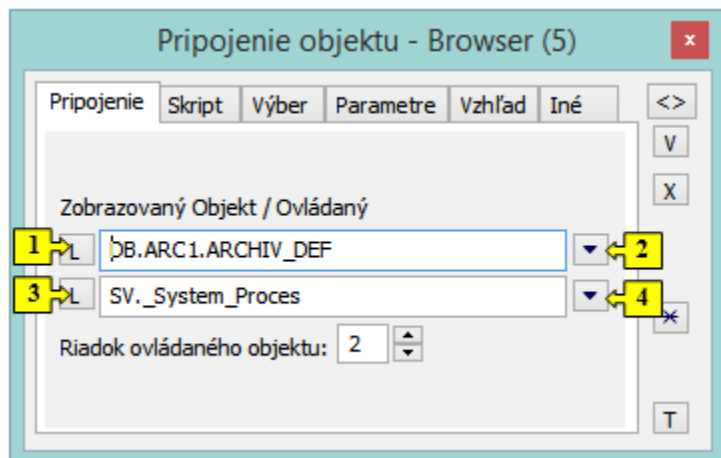 Pripojenie objektu - Browser (5)
x
Pripojenie Skript Výber Parametre Vzhľad Iné
<>
V
X
Zobrazovaný Objekt / Ovládaný
1 L DB.ARC1.ARCHIV_DEF 2
3 L SV._System_Proces 4
Riadok ovládaného objektu: 2
T